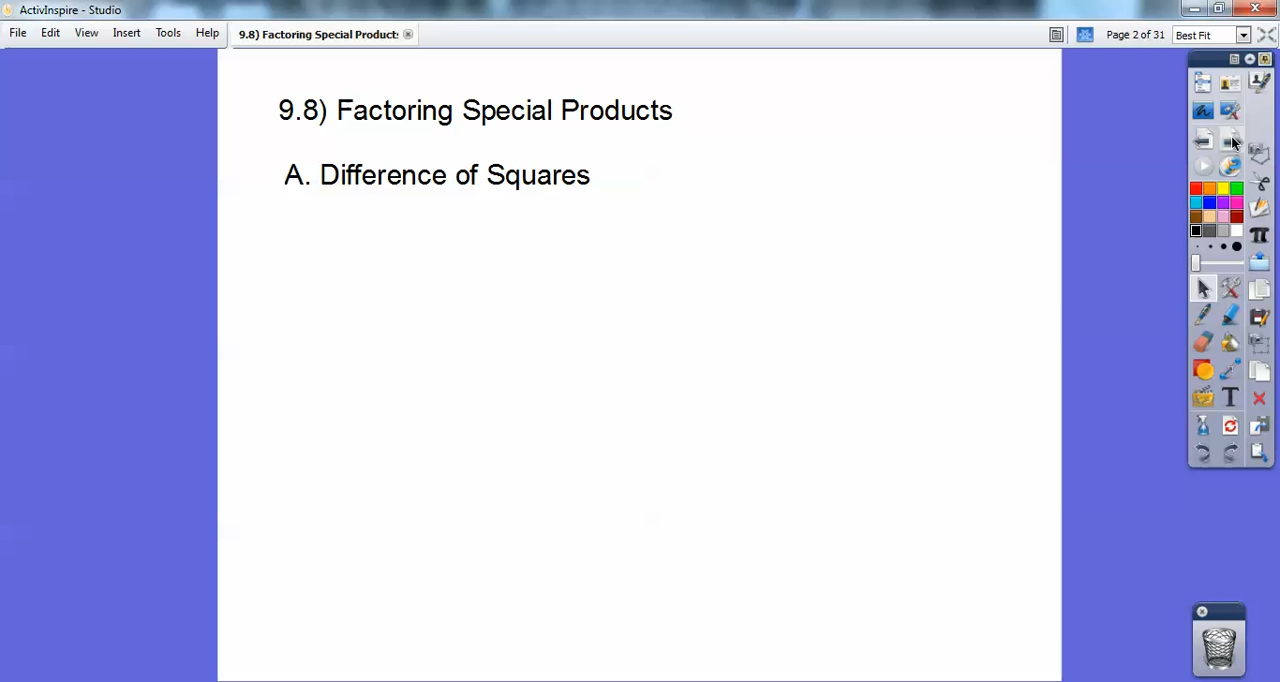 ActivInspire - Studio
File Edit View Insert Tools Help
9.8) Factoring Special Product:
Page 2 of 31
Best Fit
9.8) Factoring Special Products
A. Difference of Squares